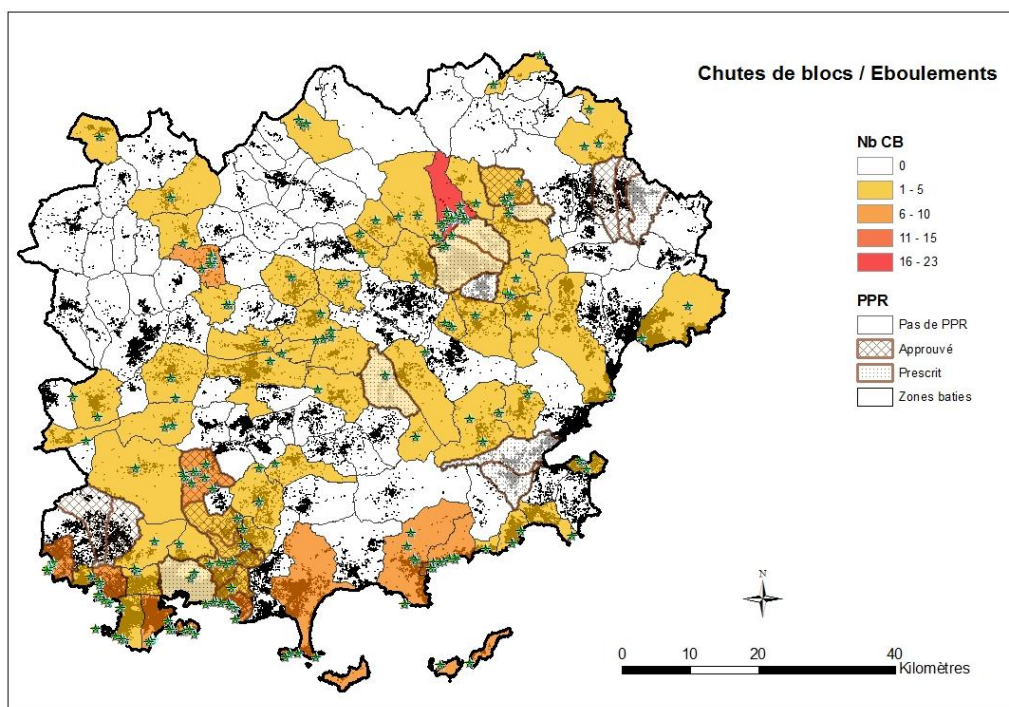 Chutes de blocs / Eboulements
Nb CB
0
1 - 5
6 - 10
11 - 15
16 - 23
PPR
Pas de PPR
Approuvé
Prescrit
Zones baties
N
0 10 20 40
Kilomètres